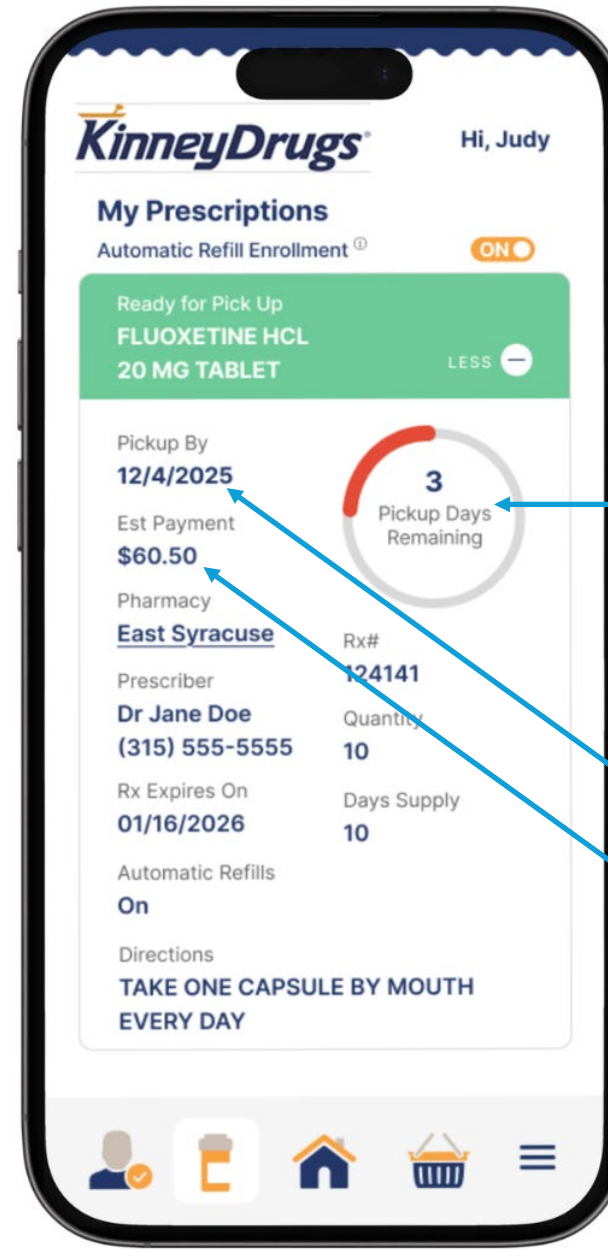 KinneyDrugs®
Hi, Judy
My Prescriptions
Automatic Refill Enrollment
ON
Ready for Pick Up
FLUOXETINE HCL
20 MG TABLET
LESS
Pickup By
12/4/2025
3
Pickup Days
Remaining
Est Payment
$60.50
Pharmacy
East Syracuse
Rx#
124141
Prescriber
Dr Jane Doe
(315) 555-5555
Quantity
10
Rx Expires On
01/16/2026
Days Supply
10
Automatic Refills
On
Directions
TAKE ONE CAPSULE BY MOUTH
EVERY DAY